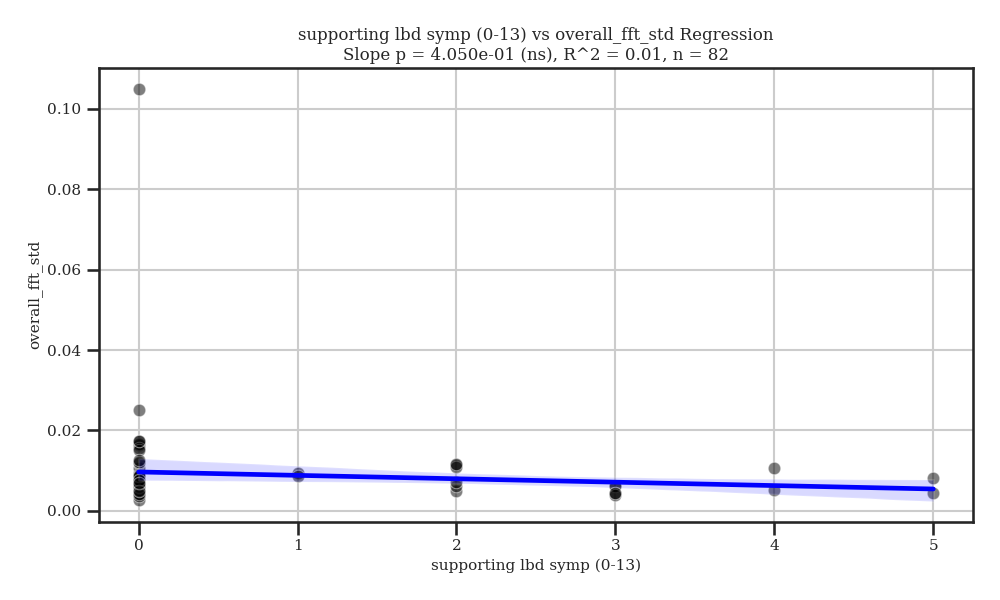 supporting lbd symp (0-13) vs overall_fft_std Regression
Slope p = 4.050e-01 (ns), R^2 = 0.01, n = 82
overall_fft_std
0.10
0.08
0.06
0.04
0.02
0.00
0 1 2 3 4 5
supporting lbd symp (0-13)